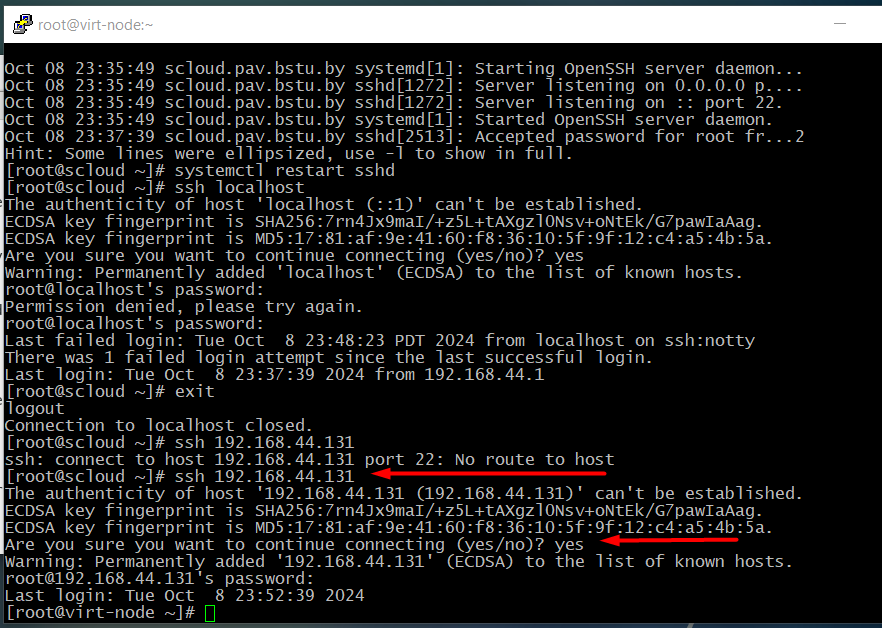 root@virt-node:~
Oct 08 23:35:49 scloud.pav.bstu.by systemd[1]: Starting OpenSSH server daemon...
Oct 08 23:35:49 scloud.pav.bstu.by sshd[1272]: Server listening on 0.0.0.0 p....
Oct 08 23:35:49 scloud.pav.bstu.by sshd[1272]: Server listening on :: port 22.
Oct 08 23:35:49 scloud.pav.bstu.by systemd[1]: Started OpenSSH server daemon.
Oct 08 23:37:39 scloud.pav.bstu.by sshd[2513]: Accepted password for root fr...2
Hint: Some lines were ellipsized, use -l to show in full.
[root@scloud ~]# systemctl restart sshd
[root@scloud ~]# ssh localhost
The authenticity of host 'localhost (::1)' can't be established.
ECDSA key fingerprint is SHA256:7rn4Jx9maI/+z5L+tAXgzlONsv+oNtEk/G7pawIaAag.
ECDSA key fingerprint is MD5:17:81:af:9e:41:60:f8:36:10:5f:9f:12:c4:a5:4b:5a.
Are you sure you want to continue connecting (yes/no)? yes
Warning: Permanently added 'localhost' (ECDSA) to the list of known hosts.
root@localhost's password:
Permission denied, please try again.
root@localhost's password:
Last failed login: Tue Oct  8 23:48:23 PDT 2024 from localhost on ssh:notty
There was 1 failed login attempt since the last successful login.
Last login: Tue Oct  8 23:37:39 2024 from 192.168.44.1
[root@scloud ~]# exit
logout
Connection to localhost closed.
[root@scloud ~]# ssh 192.168.44.131
ssh: connect to host 192.168.44.131 port 22: No route to host
[root@scloud ~]# ssh 192.168.44.131
The authenticity of host '192.168.44.131 (192.168.44.131)' can't be established.
ECDSA key fingerprint is SHA256:7rn4Jx9maI/+z5L+tAXgzlONsv+oNtEk/G7pawIaAag.
ECDSA key fingerprint is MD5:17:81:af:9e:41:60:f8:36:10:5f:9f:12:c4:a5:4b:5a.
Are you sure you want to continue connecting (yes/no)? yes
Warning: Permanently added '192.168.44.131' (ECDSA) to the list of known hosts.
root@192.168.44.131's password:
Last login: Tue Oct  8 23:52:39 2024
[root@virt-node ~]#